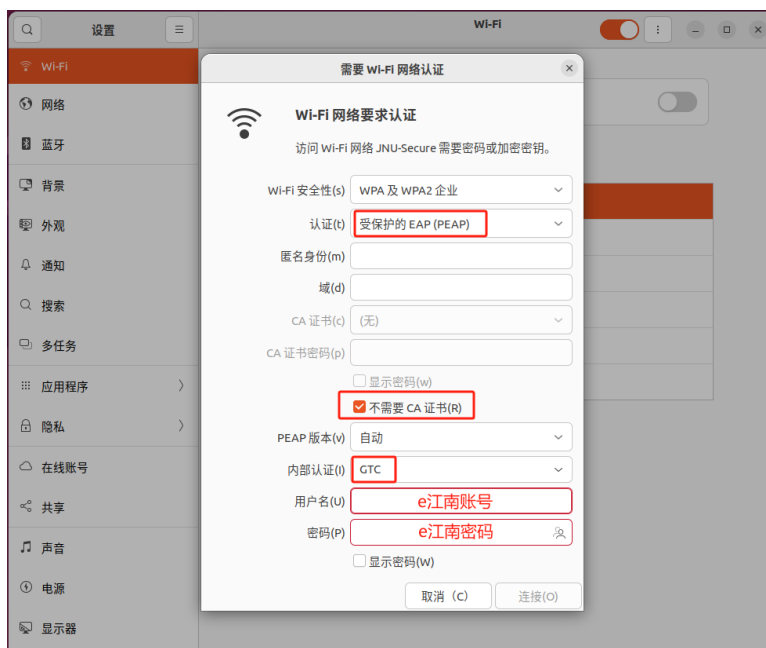 设置
Wi-Fi
Wi-Fi
网络
蓝牙
背景
外观
通知
搜索
多任务
应用程序
隐私
在线账号
共享
声音
电源
显示器
需要 Wi-Fi 网络认证
Wi-Fi 网络要求认证
访问 Wi-Fi 网络 JNU-Secure 需要密码或加密密钥。
Wi-Fi 安全性(s) WPA 及 WPA2 企业
认证(t) 受保护的 EAP (PEAP)
匿名身份(m)
域(d)
CA 证书(c) (无)
CA 证书密码(p)
显示密码(w)
不需要 CA 证书(R)
PEAP 版本(v) 自动
内部认证(I) GTC
用户名(U) e江南账号
密码(P) e江南密码
显示密码(W)
取消（C） 连接(O)